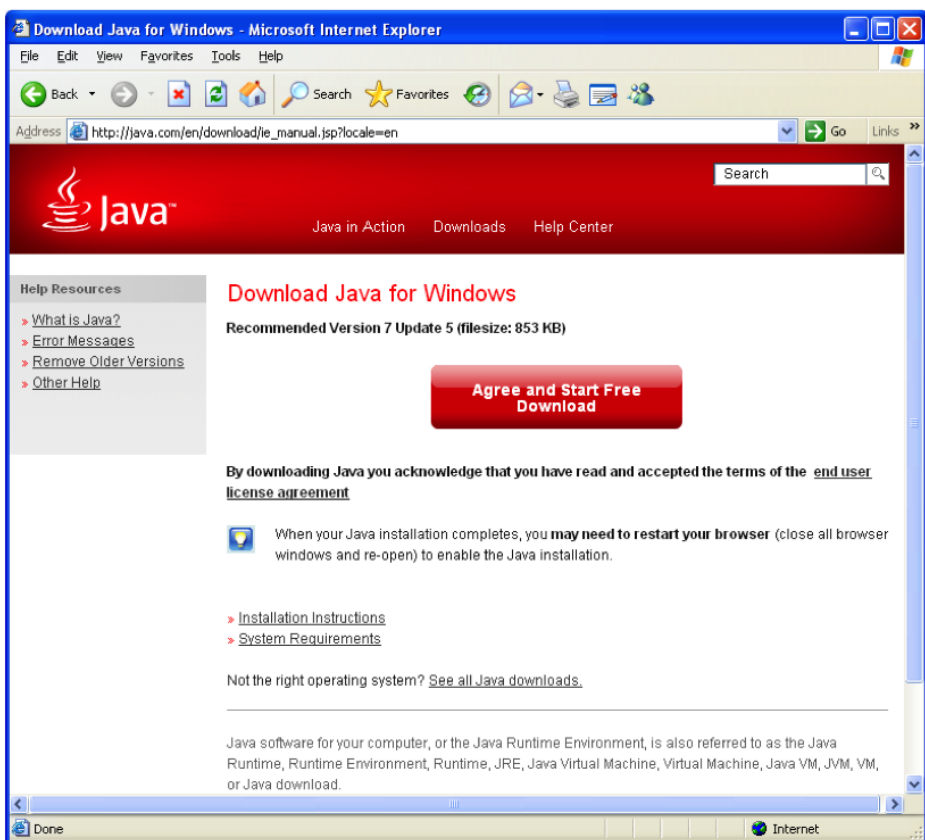 Download Java for Windows - Microsoft Internet Explorer
File Edit View Favorites Tools Help
Back Search Favorites
Address http://java.com/en/download/ie_manual.jsp?locale=en Go Links »
Search
Java™
Java in Action Downloads Help Center
Help Resources
» What is Java?
» Error Messages
» Remove Older Versions
» Other Help
Download Java for Windows
Recommended Version 7 Update 5 (filesize: 853 KB)
Agree and Start Free
Download
By downloading Java you acknowledge that you have read and accepted the terms of the end user
license agreement
When your Java installation completes, you may need to restart your browser (close all browser
windows and re-open) to enable the Java installation.
» Installation Instructions
» System Requirements
Not the right operating system? See all Java downloads.
Java software for your computer, or the Java Runtime Environment, is also referred to as the Java
Runtime, Runtime Environment, Runtime, JRE, Java Virtual Machine, Virtual Machine, Java VM, JVM, VM,
or Java download.
Done Internet